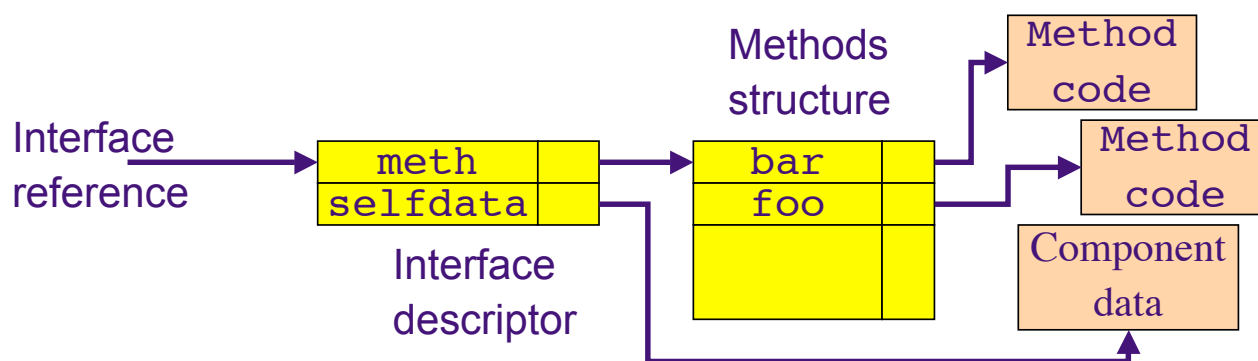 Interface
reference
meth
selfdata
Interface
descriptor
Methods
structure
bar
foo
Method
code
Method
code
Component
data